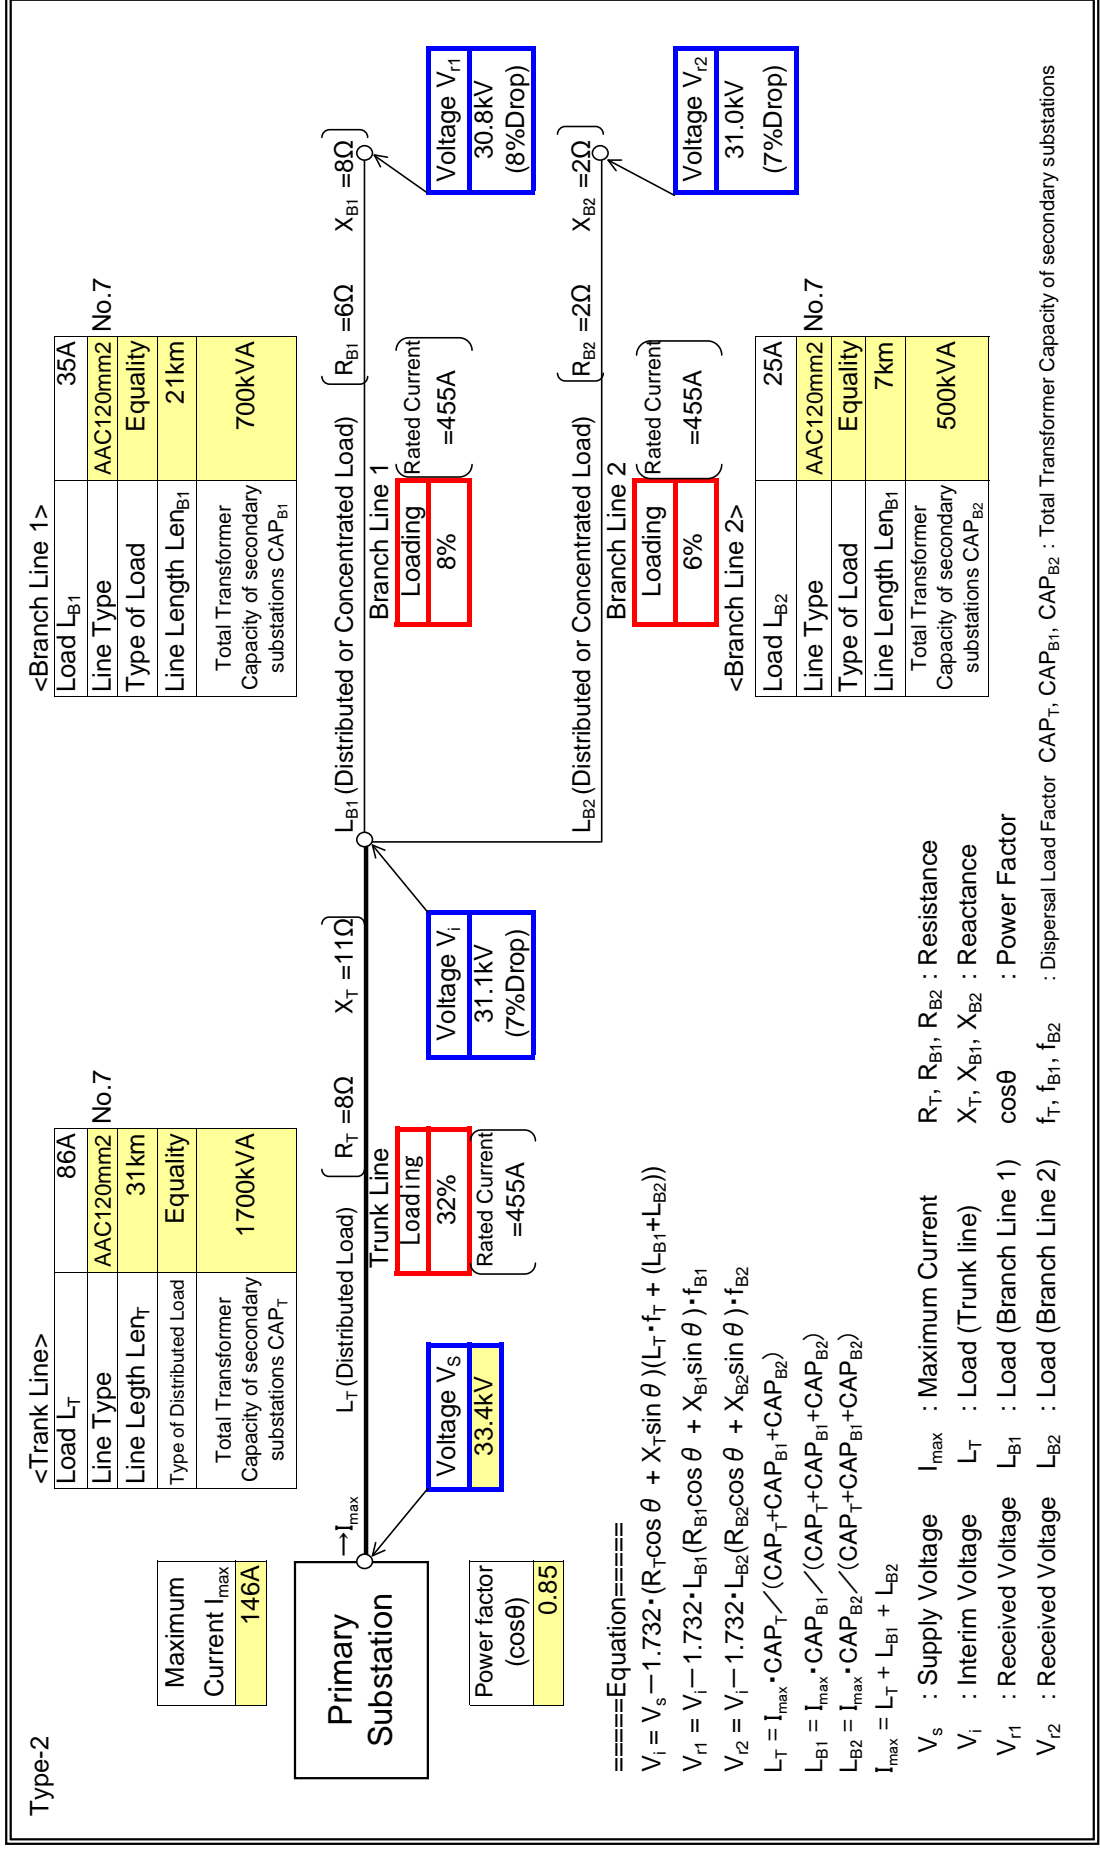 Type-2
Maximum
Current Imax
146A
<Trank Line>
Load LT 86A
Line Type AAC120mm2 No.7
Line Legth LenT 31km
Type of Distributed Load Equality
Total Transformer
Capacity of secondary
substations CAPT
1700kVA
<Branch Line 1>
Load LB1 35A
Line Type AAC120mm2 No.7
Type of Load Equality
Line Length LenB1 21km
Total Transformer
Capacity of secondary
substations CAPB1
700kVA
Primary
Substation
→Imax
LT (Distributed Load) (RT =8Ω XT =11Ω)
LB1 (Distributed or Concentrated Load) (RB1 =6Ω XB1 =8Ω)
Trunk Line
Loading
32%
(Rated Current
=455A)
Branch Line 1
Loading
8%
(Rated Current
=455A)
Voltage VS
33.4kV
Voltage Vi
31.1kV
(7%Drop)
Voltage Vr1
30.8kV
(8%Drop)
Power factor
(cosθ)
0.85
LB2 (Distributed or Concentrated Load) (RB2 =2Ω XB2 =2Ω)
Branch Line 2
Loading
6%
(Rated Current
=455A)
Voltage Vr2
31.0kV
(7%Drop)
<Branch Line 2>
Load LB2 25A
Line Type AAC120mm2 No.7
Type of Load Equality
Line Length LenB1 7km
Total Transformer
Capacity of secondary
substations CAPB2
500kVA
=====Equation=====
Vi = Vs－1.732・(RTcosθ + XTsinθ)(LT・fT + (LB1+LB2))
Vr1 = Vi－1.732・LB1(RB1cosθ + XB1sinθ)・fB1
Vr2 = Vi－1.732・LB2(RB2cosθ + XB2sinθ)・fB2
LT = Imax・CAPT／(CAPT+CAPB1+CAPB2)
LB1 = Imax・CAPB1／(CAPT+CAPB1+CAPB2)
LB2 = Imax・CAPB2／(CAPT+CAPB1+CAPB2)
Imax = LT + LB1 + LB2
Vs : Supply Voltage Imax : Maximum Current RT, RB1, RB2 : Resistance
Vi : Interim Voltage LT : Load (Trunk line) XT, XB1, XB2 : Reactance
Vr1 : Received Voltage LB1 : Load (Branch Line 1) cosθ : Power Factor
Vr2 : Received Voltage LB2 : Load (Branch Line 2) fT, fB1, fB2 : Dispersal Load Factor CAPT, CAPB1, CAPB2 : Total Transformer Capacity of secondary substations